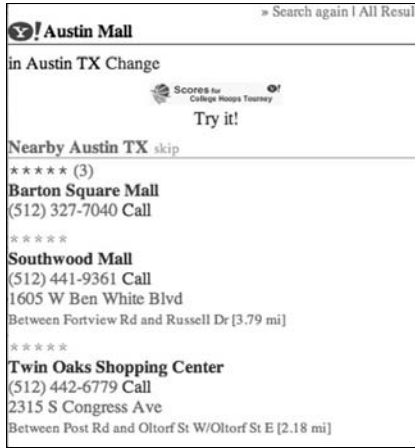 » Search again | All Resul
Y! Austin Mall
in Austin TX Change
Scores for Y!
College Hoops Tourney
Try it!
Nearby Austin TX skip
★★★★★ (3)
Barton Square Mall
(512) 327-7040 Call
★★★★★
Southwood Mall
(512) 441-9361 Call
1605 W Ben White Blvd
Between Fortview Rd and Russell Dr [3.79 mi]
★★★★★
Twin Oaks Shopping Center
(512) 442-6779 Call
2315 S Congress Ave
Between Post Rd and Oltorf St W/Oltorf St E [2.18 mi]